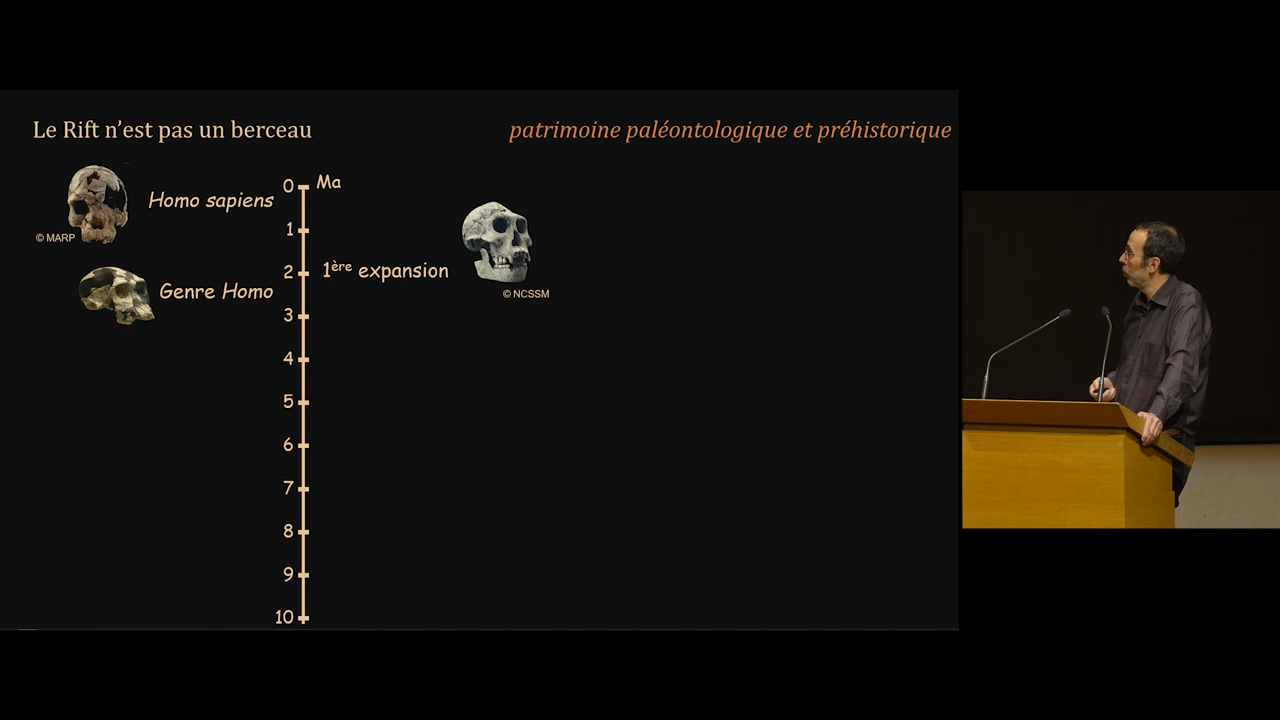 Le Rift n'est pas un berceau
patrimoine paléontologique et préhistorique
0 Ma
Homo sapiens
© MARP
1
1ère expansion
2
Genre Homo
© NCSSM
3
4
5
6
7
8
9
10